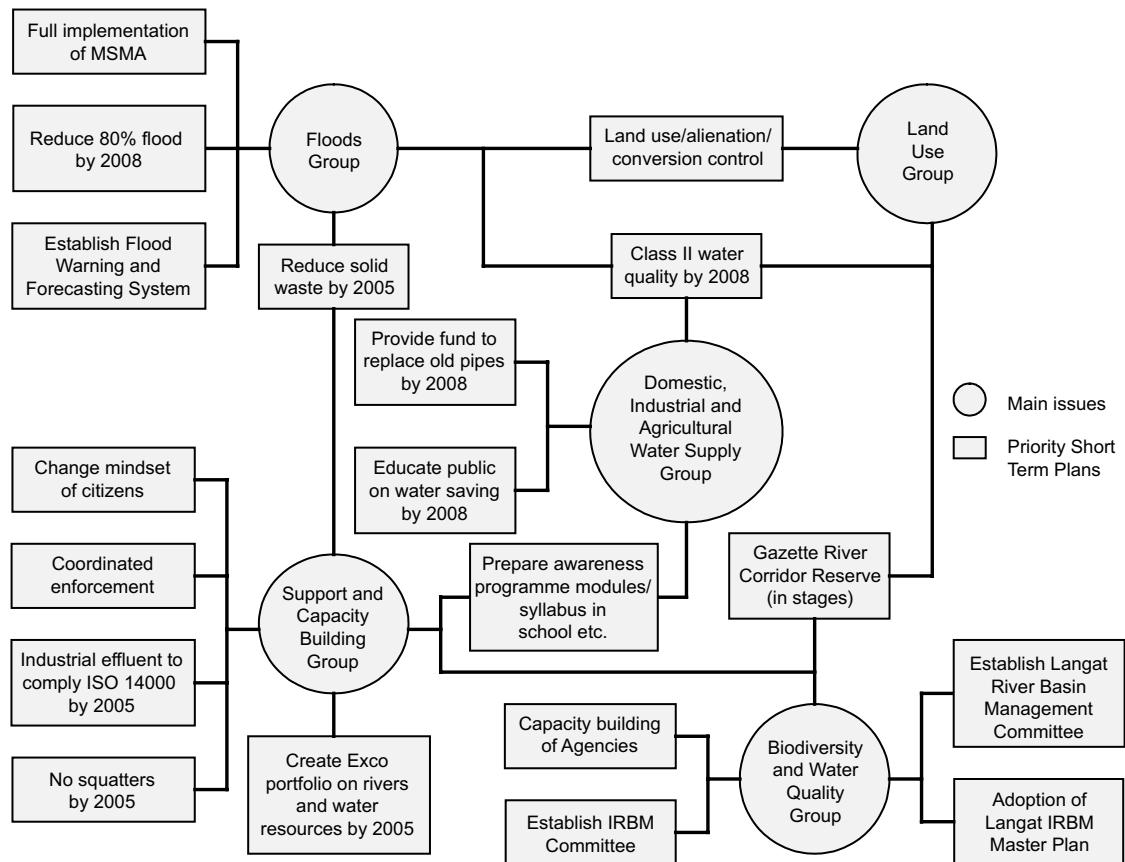 Full implementation
of MSMA
Reduce 80% flood
by 2008
Establish Flood
Warning and
Forecasting System
Floods
Group
Land use/alienation/
conversion control
Land
Use
Group
Reduce solid
waste by 2005
Class II water
quality by 2008
Provide fund to
replace old pipes
by 2008
Educate public
on water saving
by 2008
Domestic,
Industrial and
Agricultural
Water Supply
Group
Main issues
Priority Short
Term Plans
Change mindset
of citizens
Coordinated
enforcement
Industrial effluent to
comply ISO 14000
by 2005
No squatters
by 2005
Support and
Capacity
Building
Group
Prepare awareness
programme modules/
syllabus in
school etc.
Gazette River
Corridor Reserve
(in stages)
Create Exco
portfolio on rivers
and water
resources by 2005
Capacity building
of Agencies
Establish IRBM
Committee
Biodiversity
and Water
Quality
Group
Establish Langat
River Basin
Management
Committee
Adoption of
Langat IRBM
Master Plan